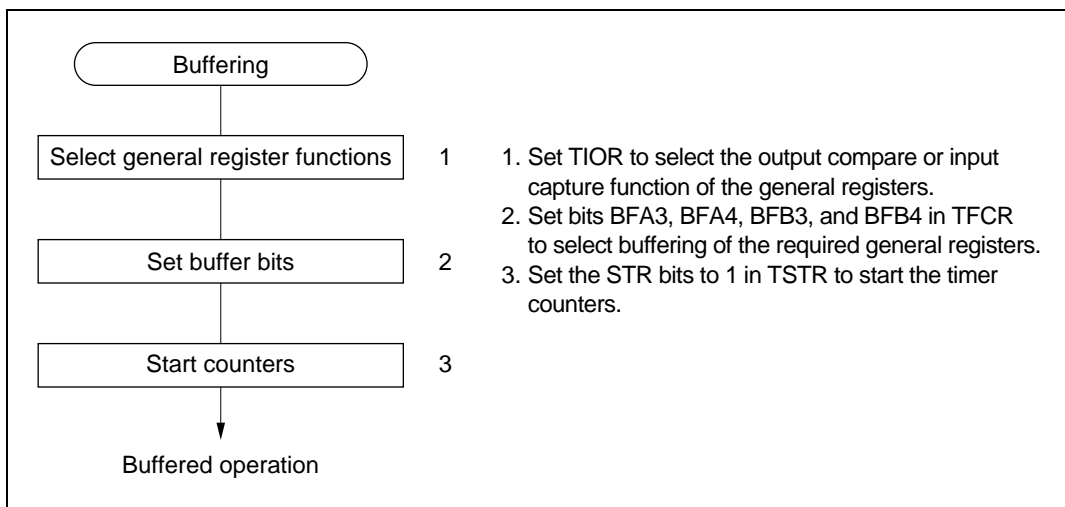 Buffering
Select general register functions
1
Set buffer bits
2
Start counters
3
Buffered operation
1. Set TIOR to select the output compare or input
capture function of the general registers.
2. Set bits BFA3, BFA4, BFB3, and BFB4 in TFCR
to select buffering of the required general registers.
3. Set the STR bits to 1 in TSTR to start the timer
counters.